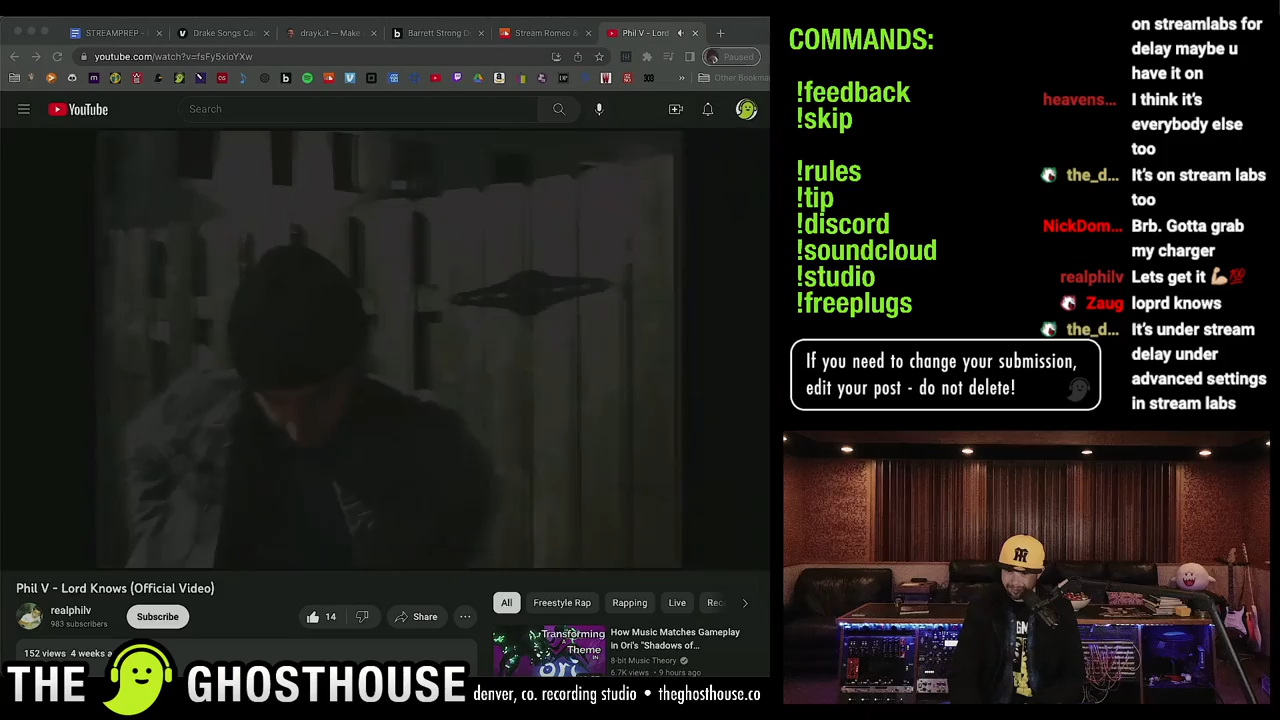 STREAMPREP -
Drake Songs Cas
drayk.it — Make
Barrett Strong D
Stream Romeo &
Phil V - Lord
youtube.com/watch?v=fsFy5xioYXw
Paused
Other Bookmar
YouTube
Search
Phil V - Lord Knows (Official Video)
realphilv
983 subscribers
Subscribe
14
Share
152 views 4 weeks a
All
Freestyle Rap
Rapping
Live
Rec
Transforming
a Theme
in
Ori's
How Music Matches Gameplay
in Ori's "Shadows of...
8-bit Music Theory
6.7K views • 9 hours ago
THE GHOSTHOUSE
denver, co. recording studio • theghosthouse.co
COMMANDS:
!feedback
!skip
!rules
!tip
!discord
!soundcloud
!studio
!freeplugs
If you need to change your submission,
edit your post - do not delete!
on streamlabs for
delay maybe u
have it on
heavens... I think it's
everybody else
too
the_d... It's on stream labs
too
NickDom... Brb. Gotta grab
my charger
realphilv Lets get it 💪🏼💯
Zaug loprd knows
the_d... It's under stream
delay under
advanced settings
in stream labs